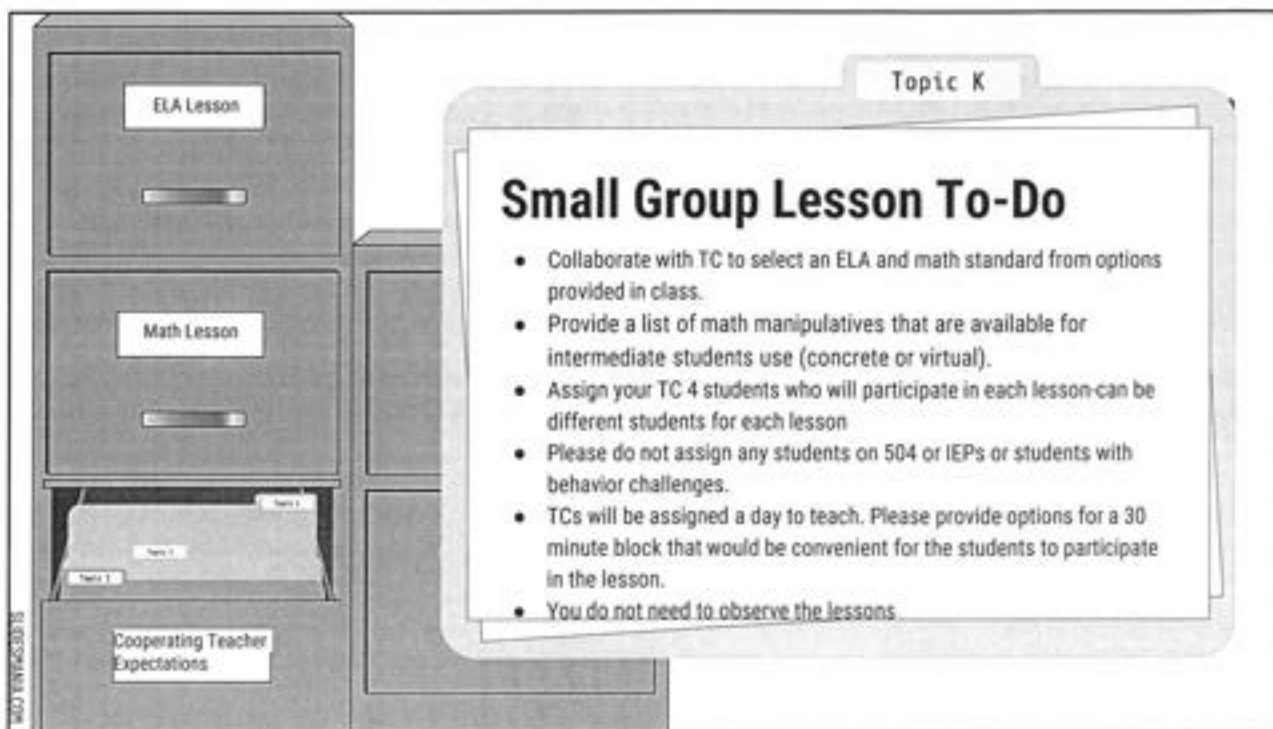 ELA Lesson
Math Lesson
Cooperating Teacher
Expectations
Topic K
Small Group Lesson To-Do
● Collaborate with TC to select an ELA and math standard from options
provided in class.
● Provide a list of math manipulatives that are available for
intermediate students use (concrete or virtual).
● Assign your TC 4 students who will participate in each lesson-can be
different students for each lesson
● Please do not assign any students on 504 or IEPs or students with
behavior challenges.
● TCs will be assigned a day to teach. Please provide options for a 30
minute block that would be convenient for the students to participate
in the lesson.
● You do not need to observe the lessons
SLIDESMANIA.COM